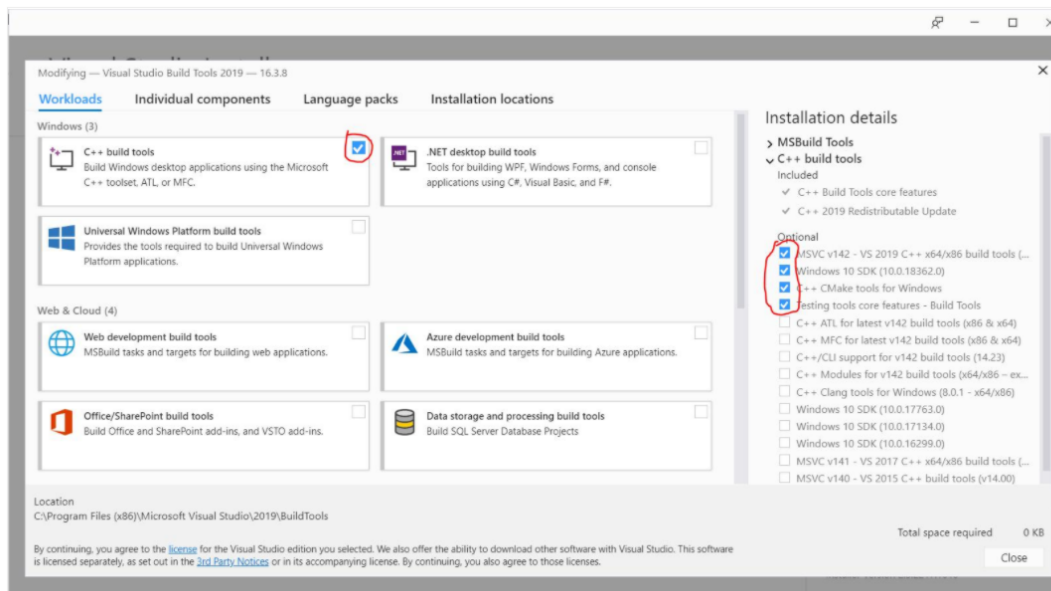 Modifying — Visual Studio Build Tools 2019 — 16.3.8
Workloads Individual components Language packs Installation locations
Windows (3)
C++ build tools
Build Windows desktop applications using the Microsoft
C++ toolset, ATL, or MFC.
.NET desktop build tools
Tools for building WPF, Windows Forms, and console
applications using C#, Visual Basic, and F#.
Universal Windows Platform build tools
Provides the tools required to build Universal Windows
Platform applications.
Web & Cloud (4)
Web development build tools
MSBuild tasks and targets for building web applications.
Azure development build tools
MSBuild tasks and targets for building Azure applications.
Office/SharePoint build tools
Build Office and SharePoint add-ins, and VSTO add-ins.
Data storage and processing build tools
Build SQL Server Database Projects
Installation details
MSBuild Tools
C++ build tools
Included
C++ Build Tools core features
C++ 2019 Redistributable Update
Optional
MSVC v142 - VS 2019 C++ x64/x86 build tools (...
Windows 10 SDK (10.0.18362.0)
C++ CMake tools for Windows
Testing tools core features - Build Tools
C++ ATL for latest v142 build tools (x86 & x64)
C++ MFC for latest v142 build tools (x86 & x64)
C++/CLI support for v142 build tools (14.23)
C++ Modules for v142 build tools (x64/x86 – ex...
C++ Clang tools for Windows (8.0.1 - x64/x86)
Windows 10 SDK (10.0.17763.0)
Windows 10 SDK (10.0.17134.0)
Windows 10 SDK (10.0.16299.0)
MSVC v141 - VS 2017 C++ x64/x86 build tools (...
MSVC v140 - VS 2015 C++ build tools (v14.00)
Location
C:\Program Files (x86)\Microsoft Visual Studio\2019\BuildTools
Total space required 0 KB
By continuing, you agree to the license for the Visual Studio edition you selected. We also offer the ability to download other software with Visual Studio. This software
is licensed separately, as set out in the 3rd Party Notices or in its accompanying license. By continuing, you also agree to those licenses.
Close